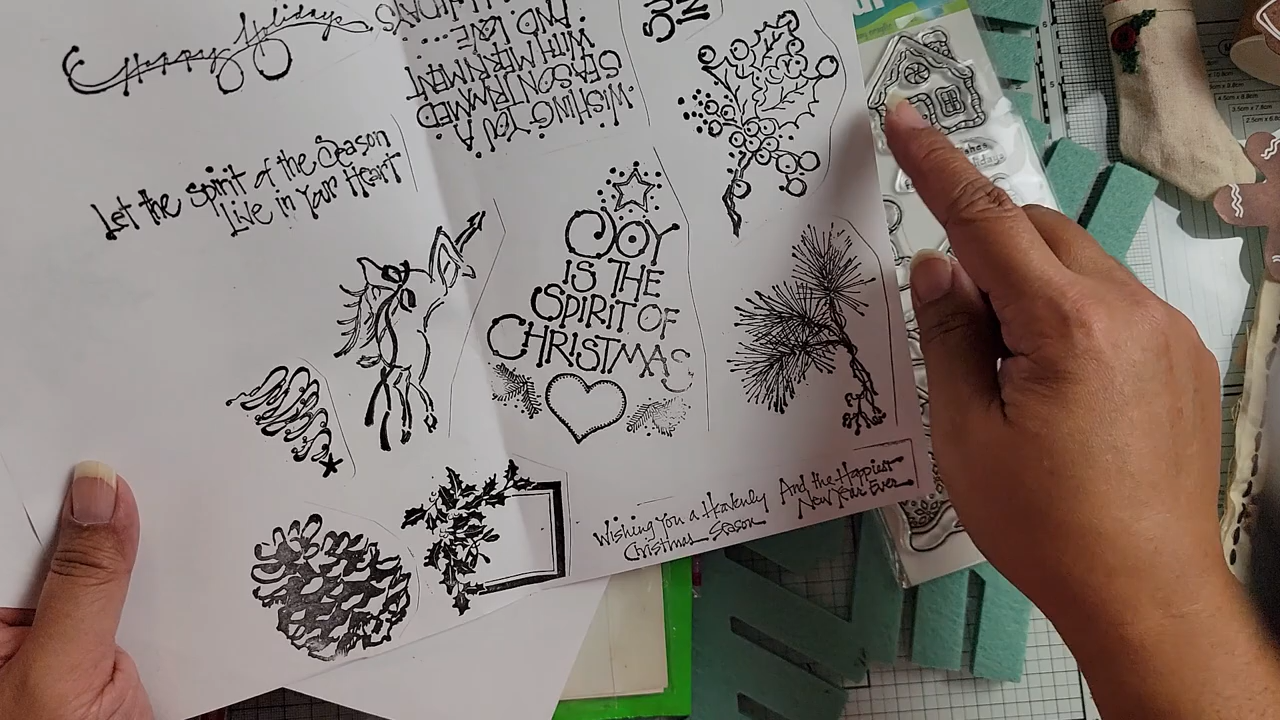 Happy Holidays
HOLIDAYS
AND LOVE ....
WITH MERRIMENT
SEASON TRIMMED
WISHING YOU A
Let the Spirit of the Season
Live in Your Heart
JOY
IS THE
SPIRIT OF
CHRISTMAS
Wishing You a Heavenly
Christmas Season
And the Happiest
New Year Ever